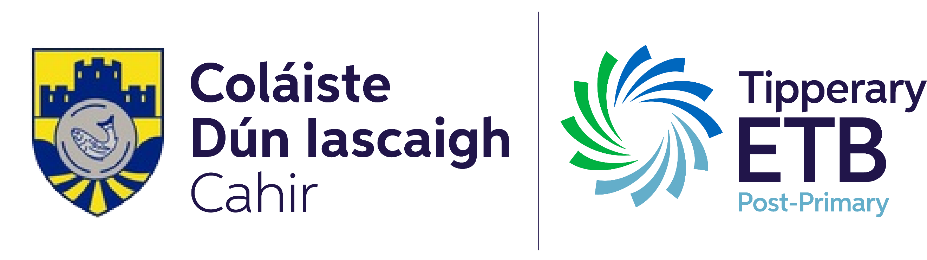 Coláiste
Dún Iascaigh
Cahir
Tipperary
ETB
Post-Primary